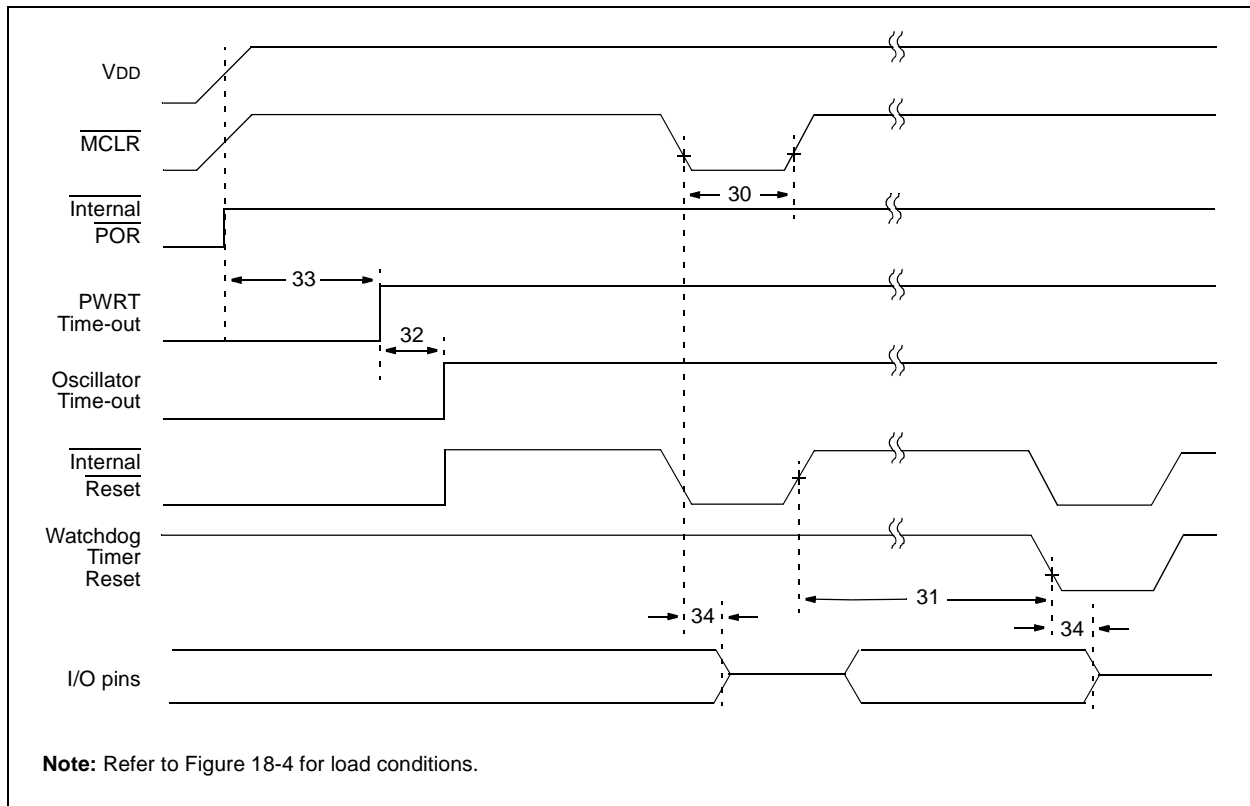 VDD
MCLR
Internal
POR
30
33
PWRT
Time-out
32
Oscillator
Time-out
Internal
Reset
Watchdog
Timer
Reset
31
34
34
I/O pins
Note: Refer to Figure 18-4 for load conditions.